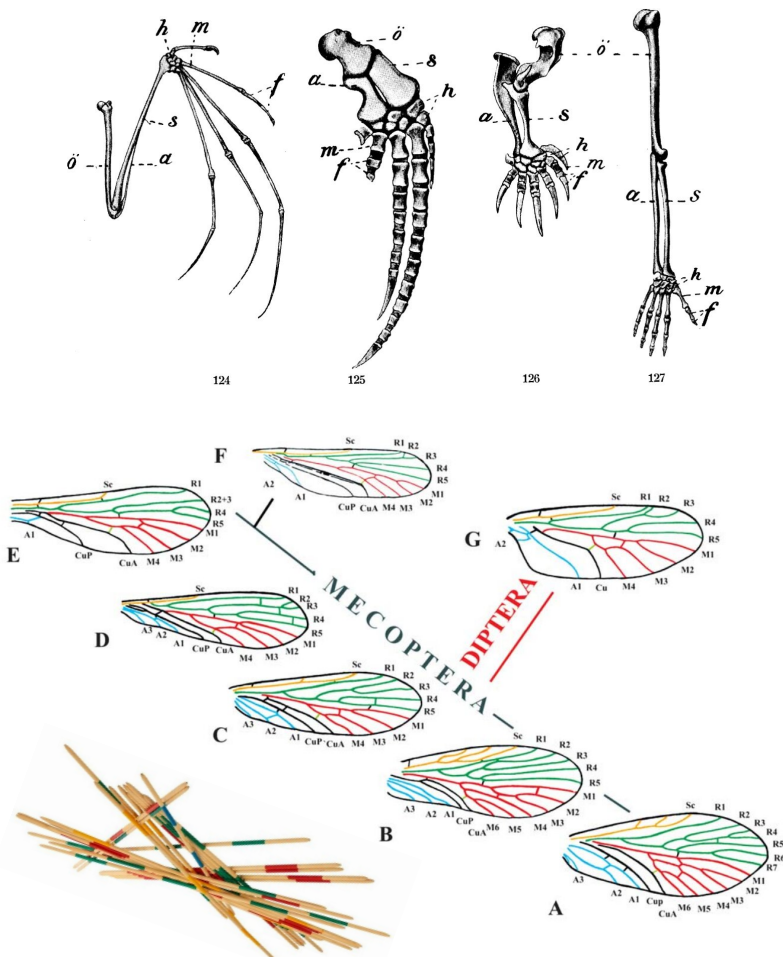 h m
f
s
ö a
124
ö
s
a
h
m
f
125
ö
a s
h
m
f
126
a s
h
m
f
127
F
Sc R1 R2
R3
R4
R5
M1
A2 A1 CuP CuA M4 M3 M2
E
Sc R1
R2+3
R4
R5
M1
A1 CuP CuA M4 M3 M2
G
Sc R1 R2 R3
R4
R5
M1
A2 A1 Cu M4 M3 M2
MECOPTERA
DIPTERA
D
Sc R1
R2
R3
R4
R5
A3 A2 A1 CuP CuA M4 M3 M2 M1
C
Sc R1
R2
R3
R4
R5
M1
A3 A2 A1 CuP CuA M4 M3 M2
B
Sc R1 R2
R3
R4
R5
M1
A3 A2 A1 CuP CuA M6 M5 M4 M3 M2
A
Sc R1 R2
R3
R4
R5
R6
R7
M1
A3 A2 A1 Cup CuA M6 M5 M4 M3 M2